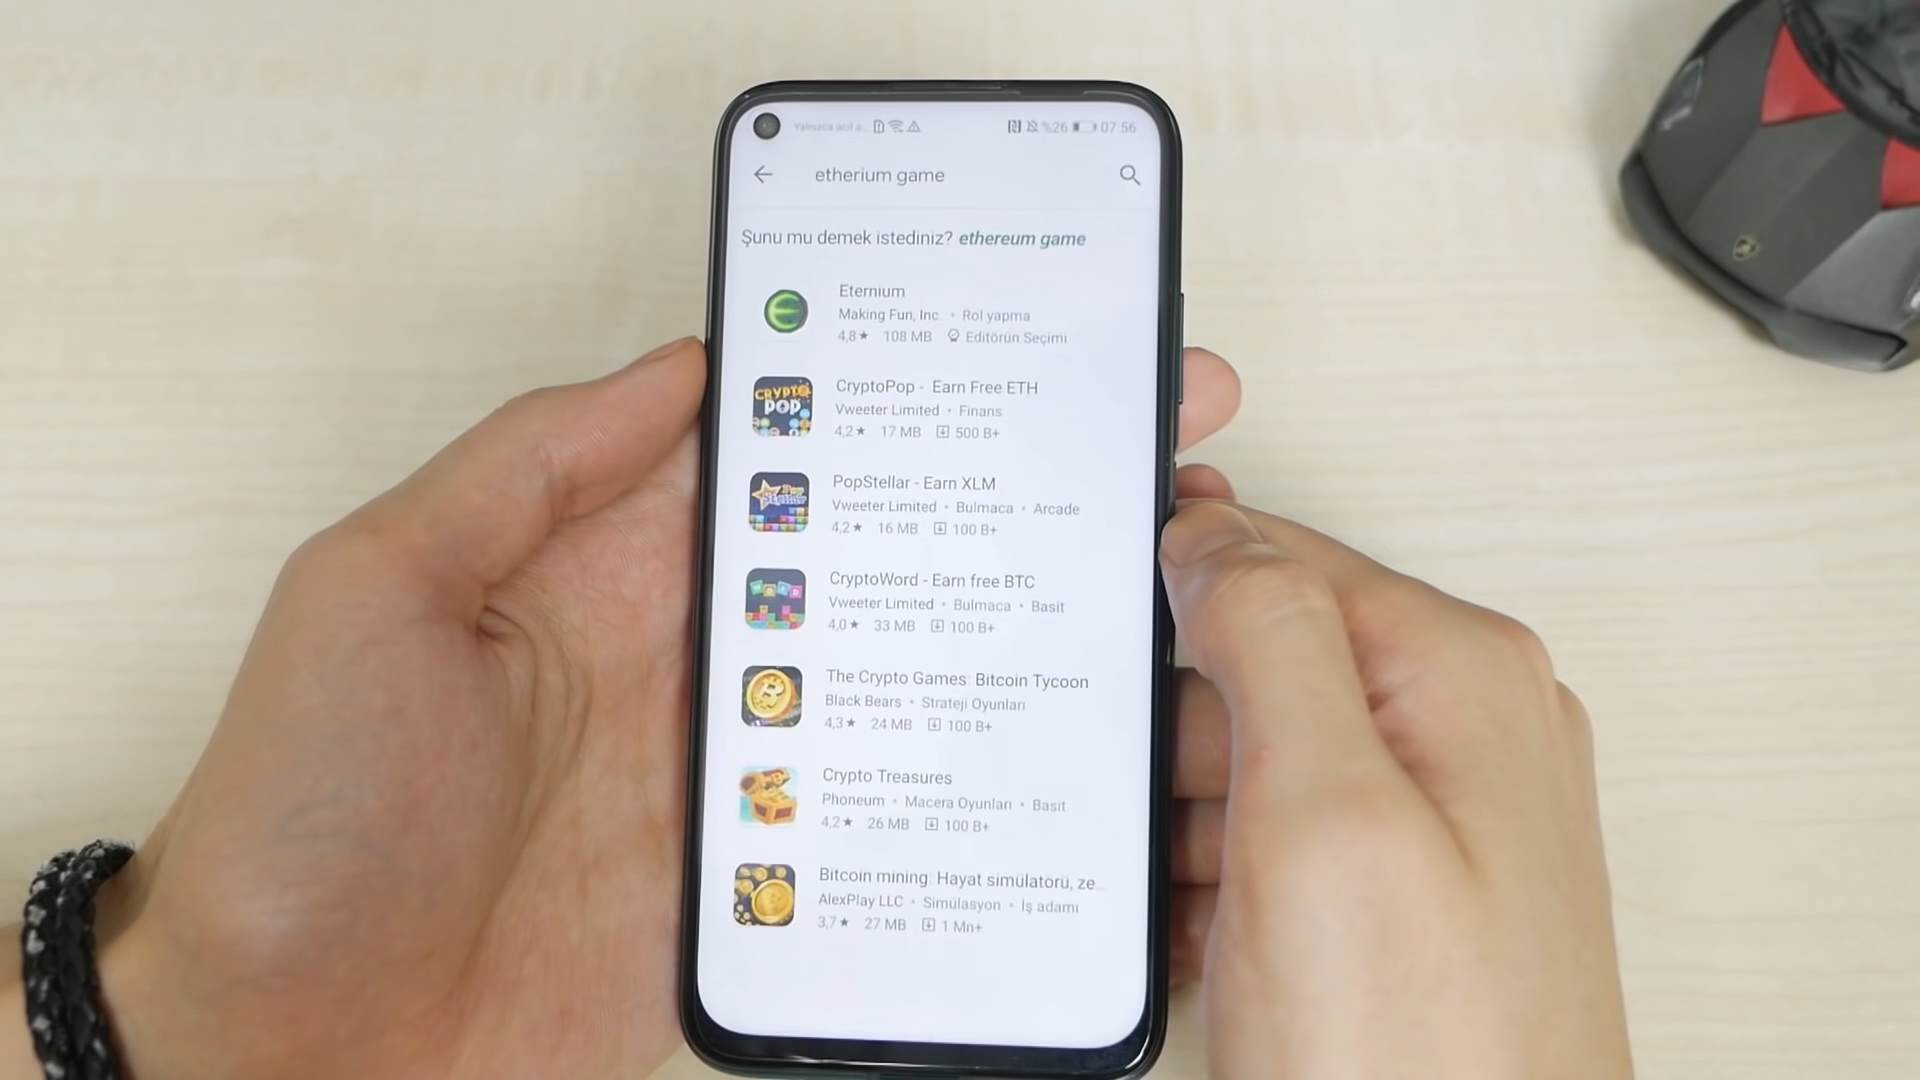 Yalnızca acil a... %26 07:56
etherium game
Şunu mu demek istediniz? ethereum game
Eternium
Making Fun, Inc. • Rol yapma
4,8★ 108 MB Editörün Seçimi
CRYPTO POP
CryptoPop - Earn Free ETH
Vweeter Limited • Finans
4,2★ 17 MB 500 B+
Pop Stellar
PopStellar - Earn XLM
Vweeter Limited • Bulmaca • Arcade
4,2★ 16 MB 100 B+
CryptoWord - Earn free BTC
Vweeter Limited • Bulmaca • Basit
4,0★ 33 MB 100 B+
The Crypto Games: Bitcoin Tycoon
Black Bears • Strateji Oyunları
4,3★ 24 MB 100 B+
Crypto Treasures
Phoneum • Macera Oyunları • Basit
4,2★ 26 MB 100 B+
Bitcoin mining: Hayat simülatörü, ze...
AlexPlay LLC • Simülasyon • İş adamı
3,7★ 27 MB 1 Mn+